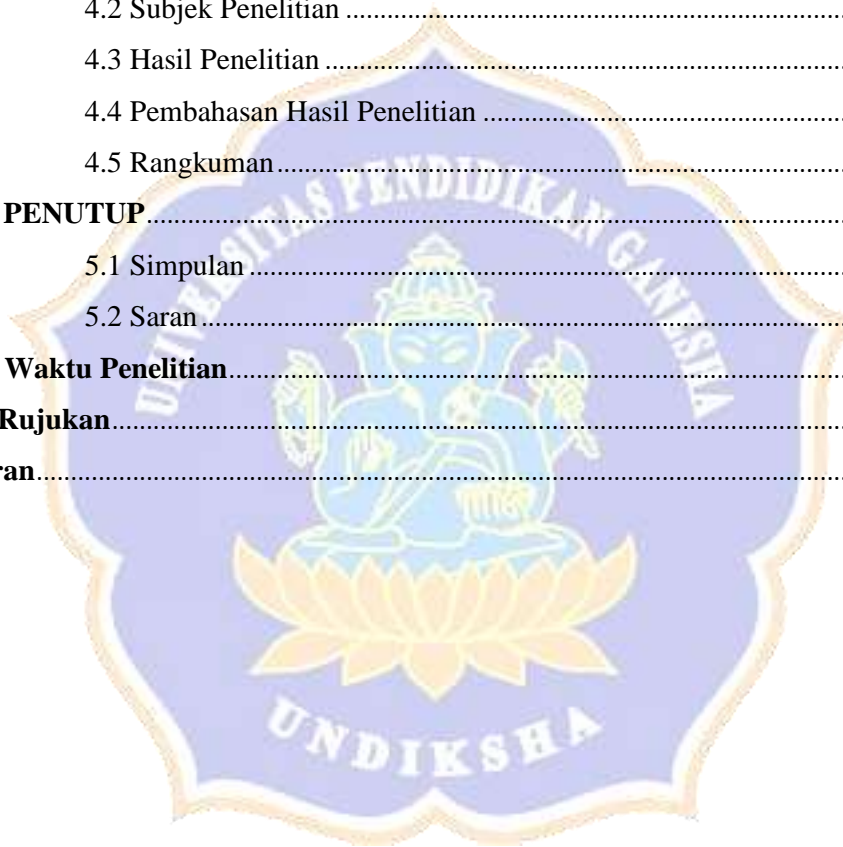 4.2 Subjek Penelitian ....................................................................................
4.3 Hasil Penelitian ........................................................................................
4.4 Pembahasan Hasil Penelitian .............................................................
4.5 Rangkuman ................................................................................................
PENUTUP ........................................................................................................................
5.1 Simpulan ......................................................................................................
5.2 Saran .............................................................................................................
Waktu Penelitian ..........................................................................................................
Rujukan ............................................................................................................................
ran .........................................................................................................................................
UNIVERSITAS PENDIDIKAN GANESHA
UNDIKSHA